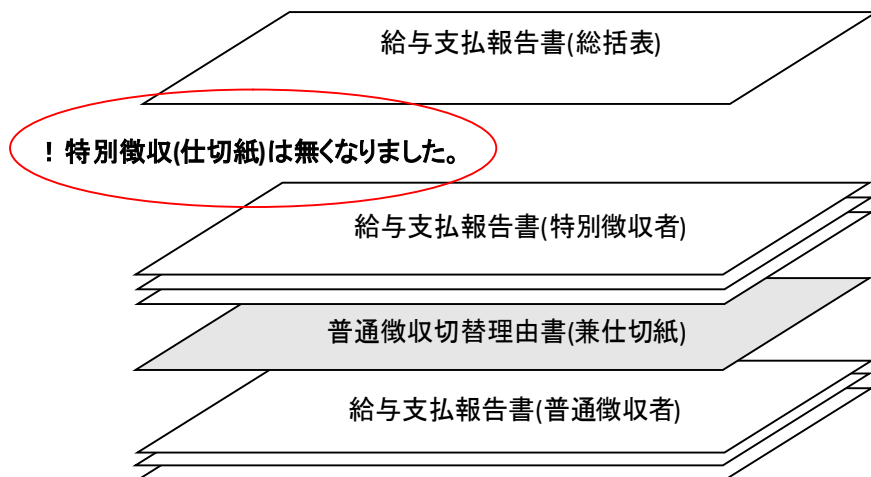 給与支払報告書(総括表)
! 特別徴収(仕切紙)は無くなりました。
給与支払報告書(特別徴収者)
普通徴収切替理由書(兼仕切紙)
給与支払報告書(普通徴収者)